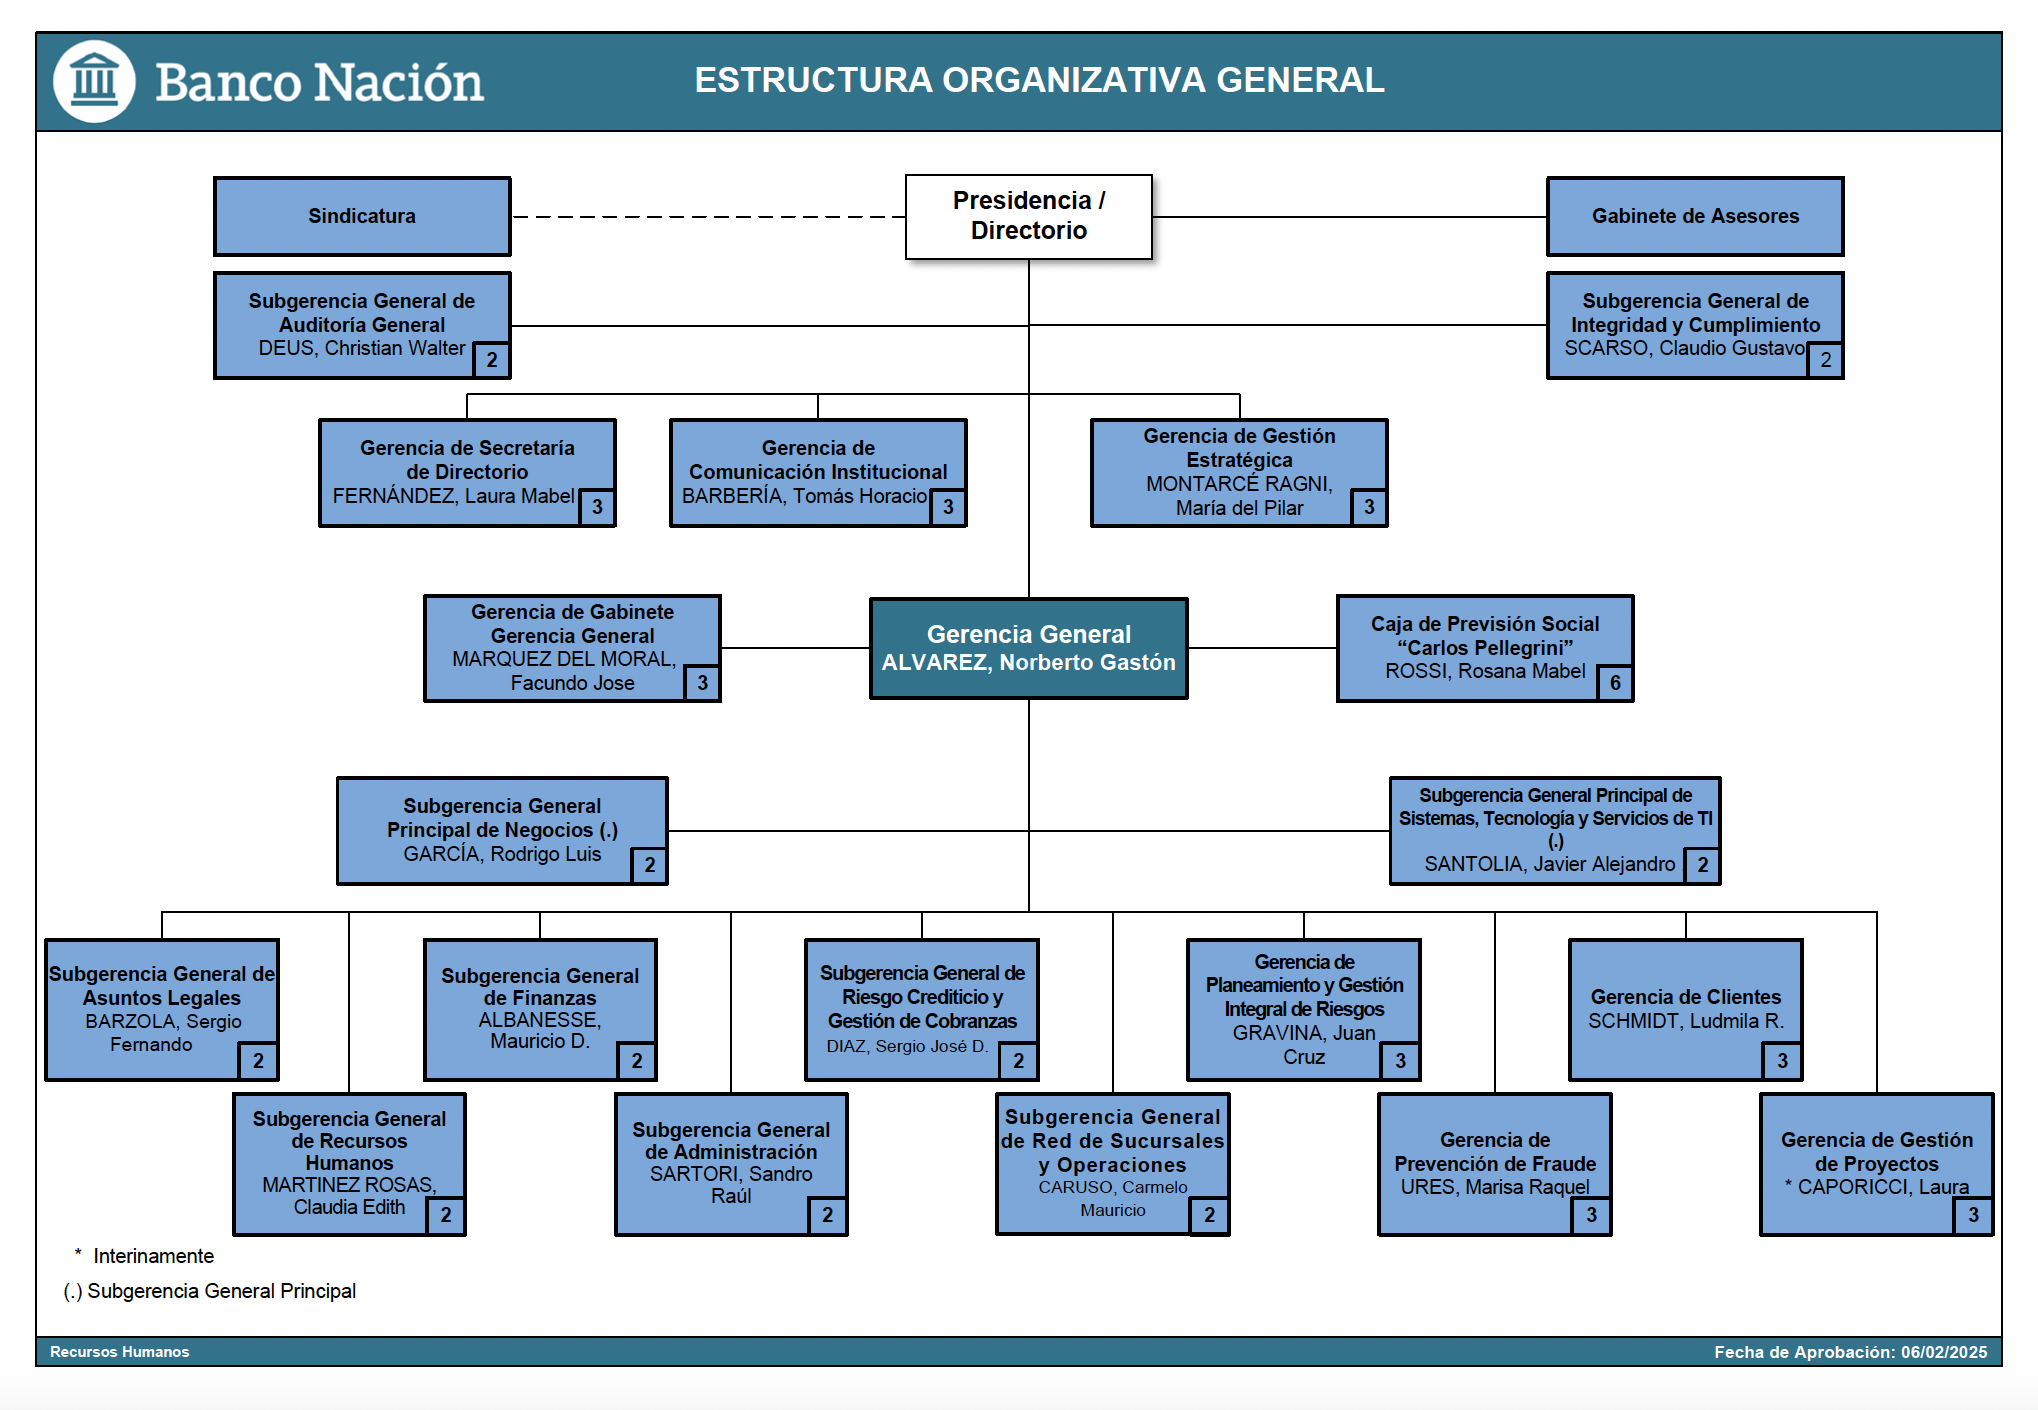 Banco Nación
ESTRUCTURA ORGANIZATIVA GENERAL
Sindicatura
Presidencia /
Directorio
Gabinete de Asesores
Subgerencia General de
Auditoría General
DEUS, Christian Walter
2
Subgerencia General de
Integridad y Cumplimiento
SCARSO, Claudio Gustavo
2
Gerencia de Secretaría
de Directorio
FERNÁNDEZ, Laura Mabel
3
Gerencia de
Comunicación Institucional
BARBERÍA, Tomás Horacio
3
Gerencia de Gestión
Estratégica
MONTARCÉ RAGNI,
María del Pilar
3
Gerencia de Gabinete
Gerencia General
MARQUEZ DEL MORAL,
Facundo Jose
3
Gerencia General
ALVAREZ, Norberto Gastón
Caja de Previsión Social
“Carlos Pellegrini”
ROSSI, Rosana Mabel
6
Subgerencia General
Principal de Negocios (.)
GARCÍA, Rodrigo Luis
2
Subgerencia General Principal de
Sistemas, Tecnología y Servicios de TI
(.)
SANTOLIA, Javier Alejandro
2
Subgerencia General de
Asuntos Legales
BARZOLA, Sergio
Fernando
2
Subgerencia General
de Finanzas
ALBANESSE,
Mauricio D.
2
Subgerencia General de
Riesgo Crediticio y
Gestión de Cobranzas
DIAZ, Sergio José D.
2
Gerencia de
Planeamiento y Gestión
Integral de Riesgos
GRAVINA, Juan
Cruz
3
Gerencia de Clientes
SCHMIDT, Ludmila R.
3
Subgerencia General
de Recursos
Humanos
MARTINEZ ROSAS,
Claudia Edith
2
Subgerencia General
de Administración
SARTORI, Sandro
Raúl
2
Subgerencia General
de Red de Sucursales
y Operaciones
CARUSO, Carmelo
Mauricio
2
Gerencia de
Prevención de Fraude
URES, Marisa Raquel
3
Gerencia de Gestión
de Proyectos
* CAPORICCI, Laura
3
* Interinamente
(.) Subgerencia General Principal
Recursos Humanos
Fecha de Aprobación: 06/02/2025